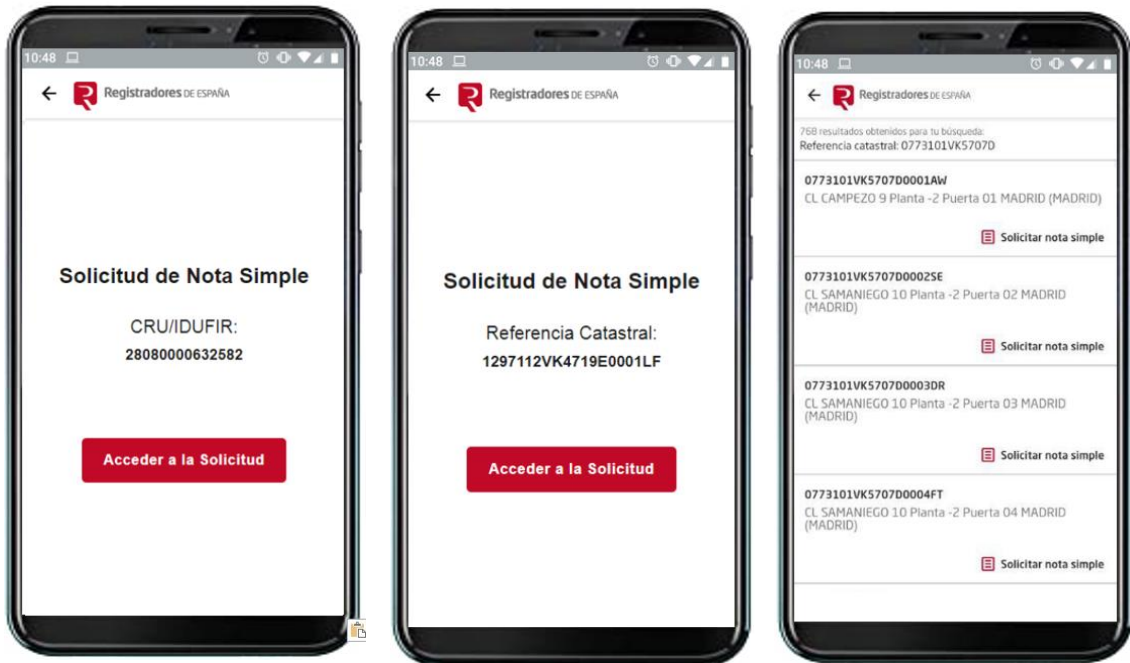 10:48
Registradores DE ESPAÑA
Solicitud de Nota Simple
CRU/IDUFIR:
28080000632582
Acceder a la Solicitud
10:48
Registradores DE ESPAÑA
Solicitud de Nota Simple
Referencia Catastral:
1297112VK4719E0001LF
Acceder a la Solicitud
10:48
Registradores DE ESPAÑA
768 resultados obtenidos para tu búsqueda:
Referencia catastral: 0773101VK5707D
0773101VK5707D0001AW
CL CAMPEZO 9 Planta -2 Puerta 01 MADRID (MADRID)
Solicitar nota simple
0773101VK5707D0002SE
CL SAMANIEGO 10 Planta -2 Puerta 02 MADRID
(MADRID)
Solicitar nota simple
0773101VK5707D0003DR
CL SAMANIEGO 10 Planta -2 Puerta 03 MADRID
(MADRID)
Solicitar nota simple
0773101VK5707D0004FT
CL SAMANIEGO 10 Planta -2 Puerta 04 MADRID
(MADRID)
Solicitar nota simple